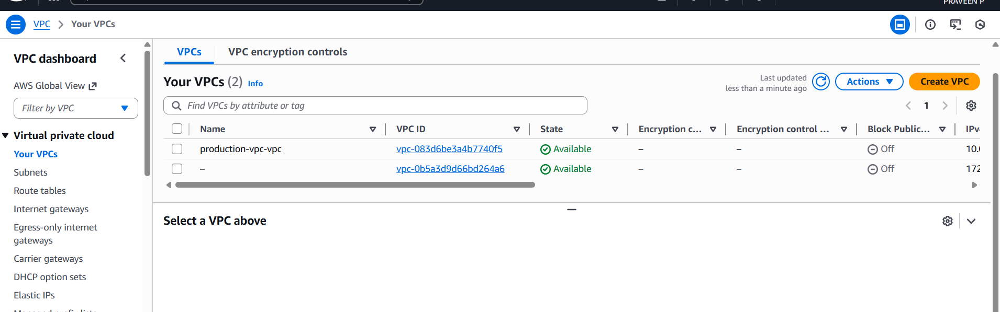 PRAVEEN P
VPC
Your VPCs
VPC dashboard
AWS Global View
Filter by VPC
Virtual private cloud
Your VPCs
Subnets
Route tables
Internet gateways
Egress-only internet
gateways
Carrier gateways
DHCP option sets
Elastic IPs
VPCs
VPC encryption controls
Your VPCs (2) Info
Last updated
less than a minute ago
Actions
Create VPC
Find VPCs by attribute or tag
1
Name VPC ID State Encryption c... Encryption control ... Block Public... IPv
production-vpc-vpc vpc-083d6be3a4b7740f5 Available – – Off 10.
– vpc-0b5a3d9d66bd264a6 Available – – Off 172
Select a VPC above